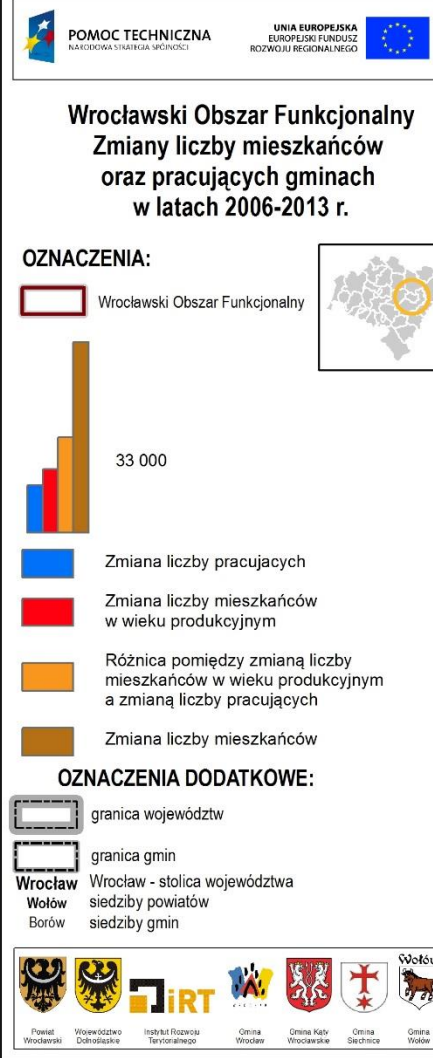 POMOC TECHNICZNA
NARODOWA STRATEGIA SPÓJNOŚCI
UNIA EUROPEJSKA
EUROPEJSKI FUNDUSZ
ROZWOJU REGIONALNEGO
Wrocławski Obszar Funkcjonalny
Zmiany liczby mieszkańców
oraz pracujących gminach
w latach 2006-2013 r.
OZNACZENIA:
Wrocławski Obszar Funkcjonalny
33 000
Zmiana liczby pracujacych
Zmiana liczby mieszkańców
w wieku produkcyjnym
Różnica pomiędzy zmianą liczby
mieszkańców w wieku produkcyjnym
a zmianą liczby pracujących
Zmiana liczby mieszkańców
OZNACZENIA DODATKOWE:
granica województw
granica gmin
Wrocław Wrocław - stolica województwa
Wołów siedziby powiatów
Borów siedziby gmin
iRT
Wołów
Powiat Wrocławski
Województwo Dolnośląskie
Instytut Rozwoju Terytorialnego
Gmina Wrocław
Gmina Kąty Wrocławskie
Gmina Siechnice
Gmina Wołów